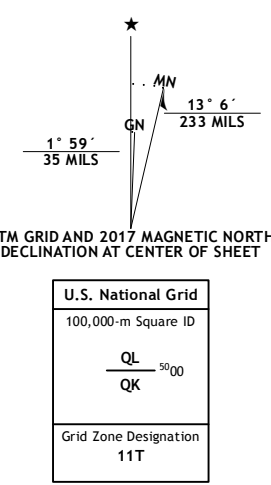 ★
MN
13° 6´
233 MILS
GN
1° 59´
35 MILS
TM GRID AND 2017 MAGNETIC NORTH
DECLINATION AT CENTER OF SHEET
U.S. National Grid
100,000-m Square ID
QL
5000
QK
Grid Zone Designation
11T